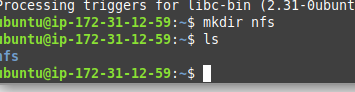 Processing triggers for libc-bin (2.31-0ubunt
ubuntu@ip-172-31-12-59:~$ mkdir nfs
ubuntu@ip-172-31-12-59:~$ ls
nfs
ubuntu@ip-172-31-12-59:~$